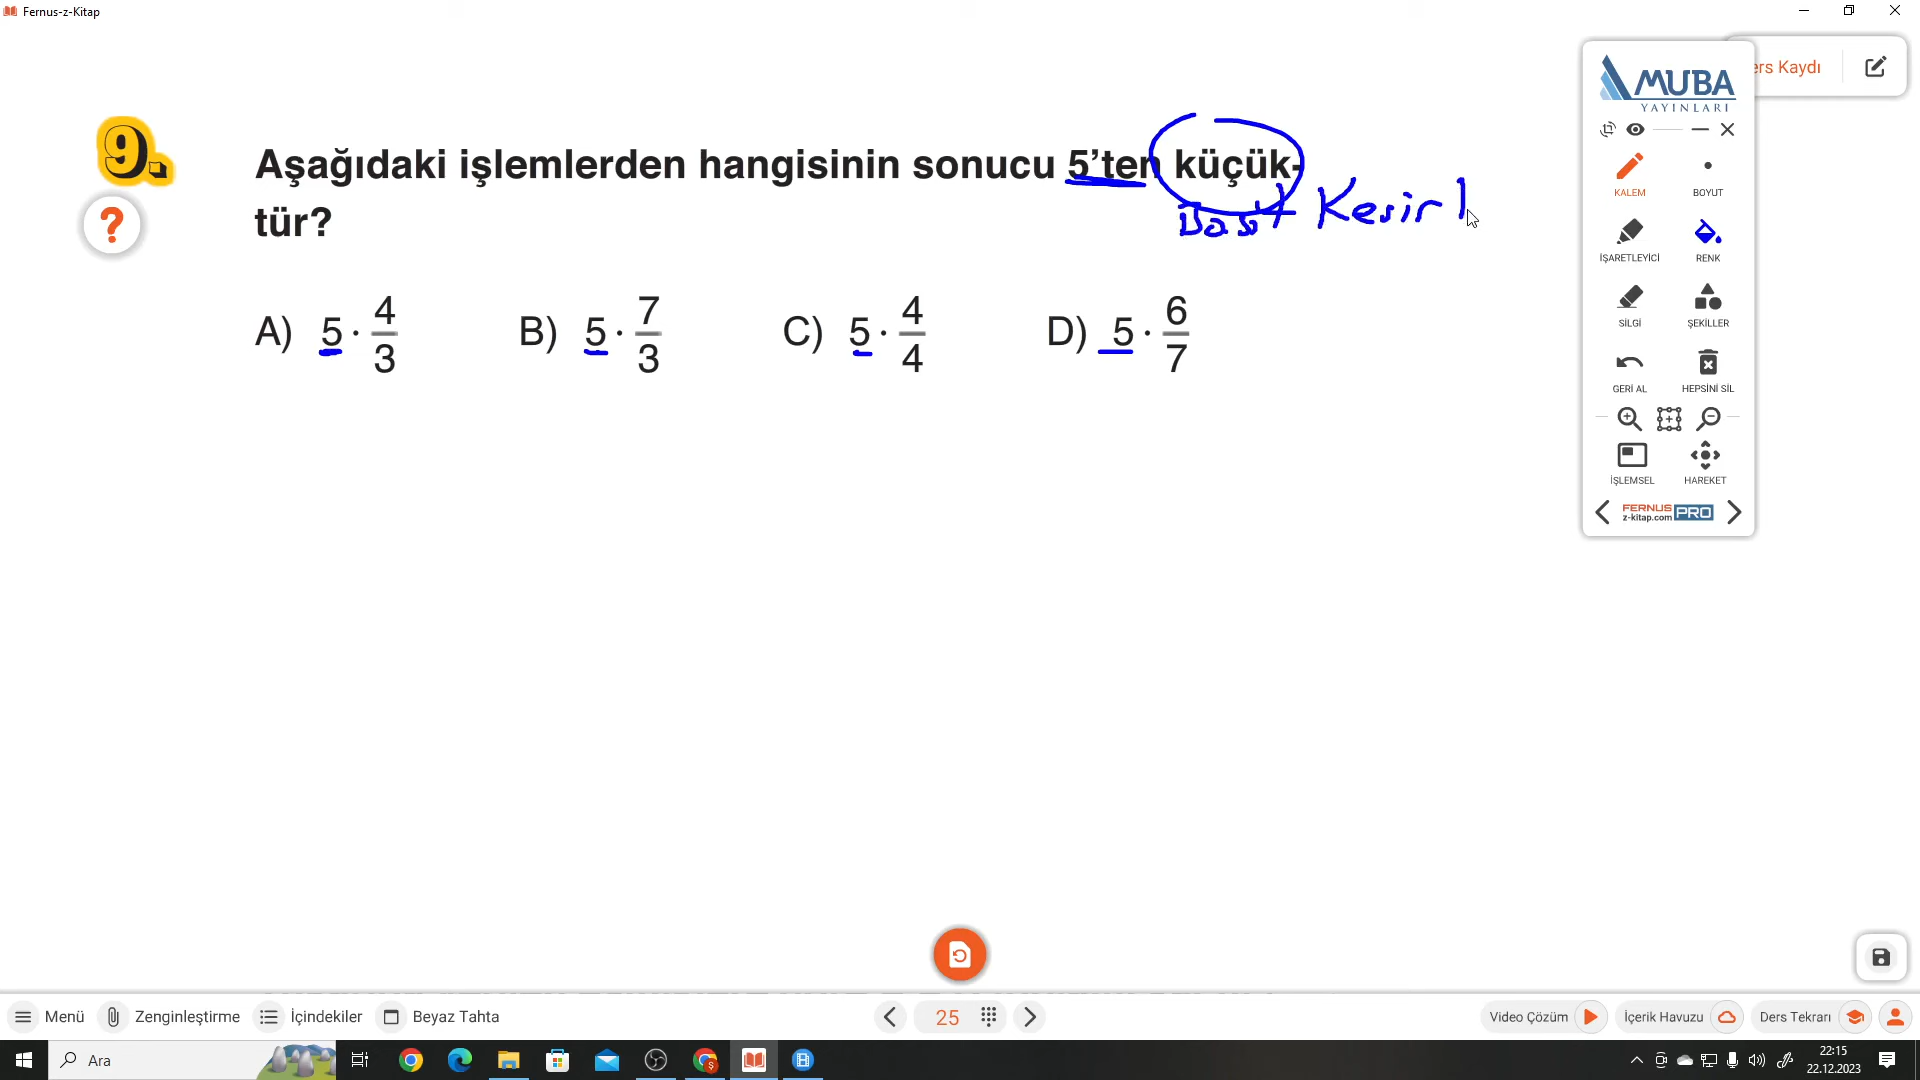 Fernus-z-Kitap
Ders Kaydı
MUBA
YAYINLARI
9.
Aşağıdaki işlemlerden hangisinin sonucu 5'ten küçük-
tür?
Basit Kesir
?
A) 5 · 4/3 B) 5 · 7/3 C) 5 · 4/4 D) 5 · 6/7
KALEM BOYUT
İŞARETLEYİCİ RENK
SİLGİ ŞEKİLLER
GERİ AL HEPSİNİ SİL
İŞLEMSEL HAREKET
FERNUS
z-kitap.com PRO
Menü Zenginleştirme İçindekiler Beyaz Tahta 25 Video Çözüm İçerik Havuzu Ders Tekrarı
Ara
22:15
22.12.2023